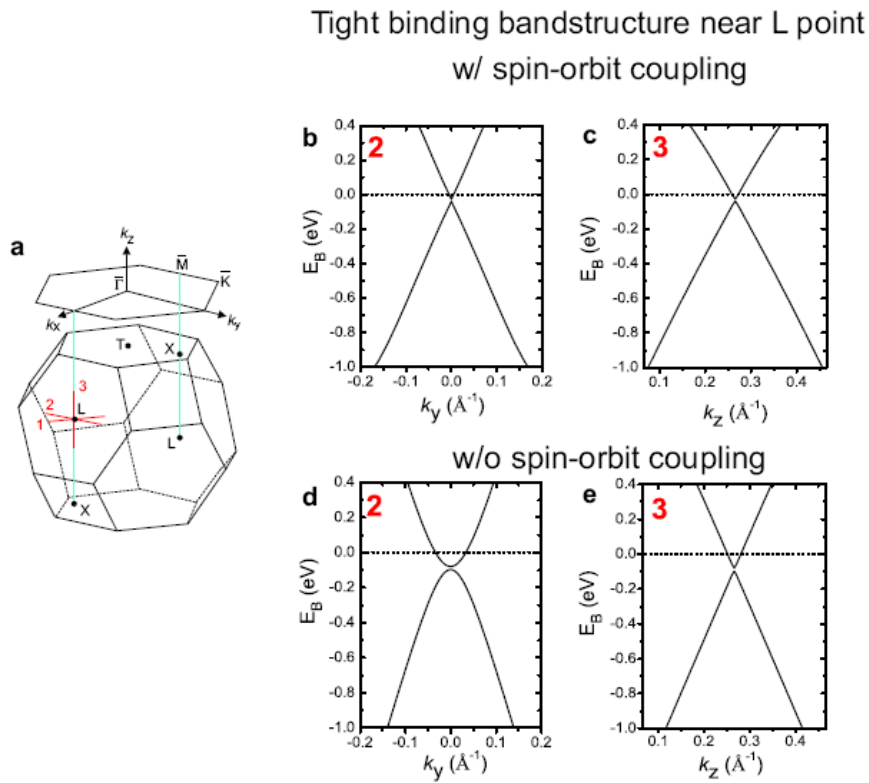 Tight binding bandstructure near L point
w/ spin-orbit coupling
a
k_z
M̅
Γ̅
K̅
k_x
k_y
T
X
3
2
L
1
L
X
b
2
0.4
0.2
0.0
-0.2
-0.4
-0.6
-0.8
-1.0
E_B (eV)
-0.2 -0.1 0.0 0.1 0.2
k_y (Å⁻¹)
c
3
0.4
0.2
0.0
-0.2
-0.4
-0.6
-0.8
-1.0
E_B (eV)
0.1 0.2 0.3 0.4
k_z (Å⁻¹)
w/o spin-orbit coupling
d
2
0.4
0.2
0.0
-0.2
-0.4
-0.6
-0.8
-1.0
E_B (eV)
-0.2 -0.1 0.0 0.1 0.2
k_y (Å⁻¹)
e
3
0.4
0.2
0.0
-0.2
-0.4
-0.6
-0.8
-1.0
E_B (eV)
0.1 0.2 0.3 0.4
k_z (Å⁻¹)